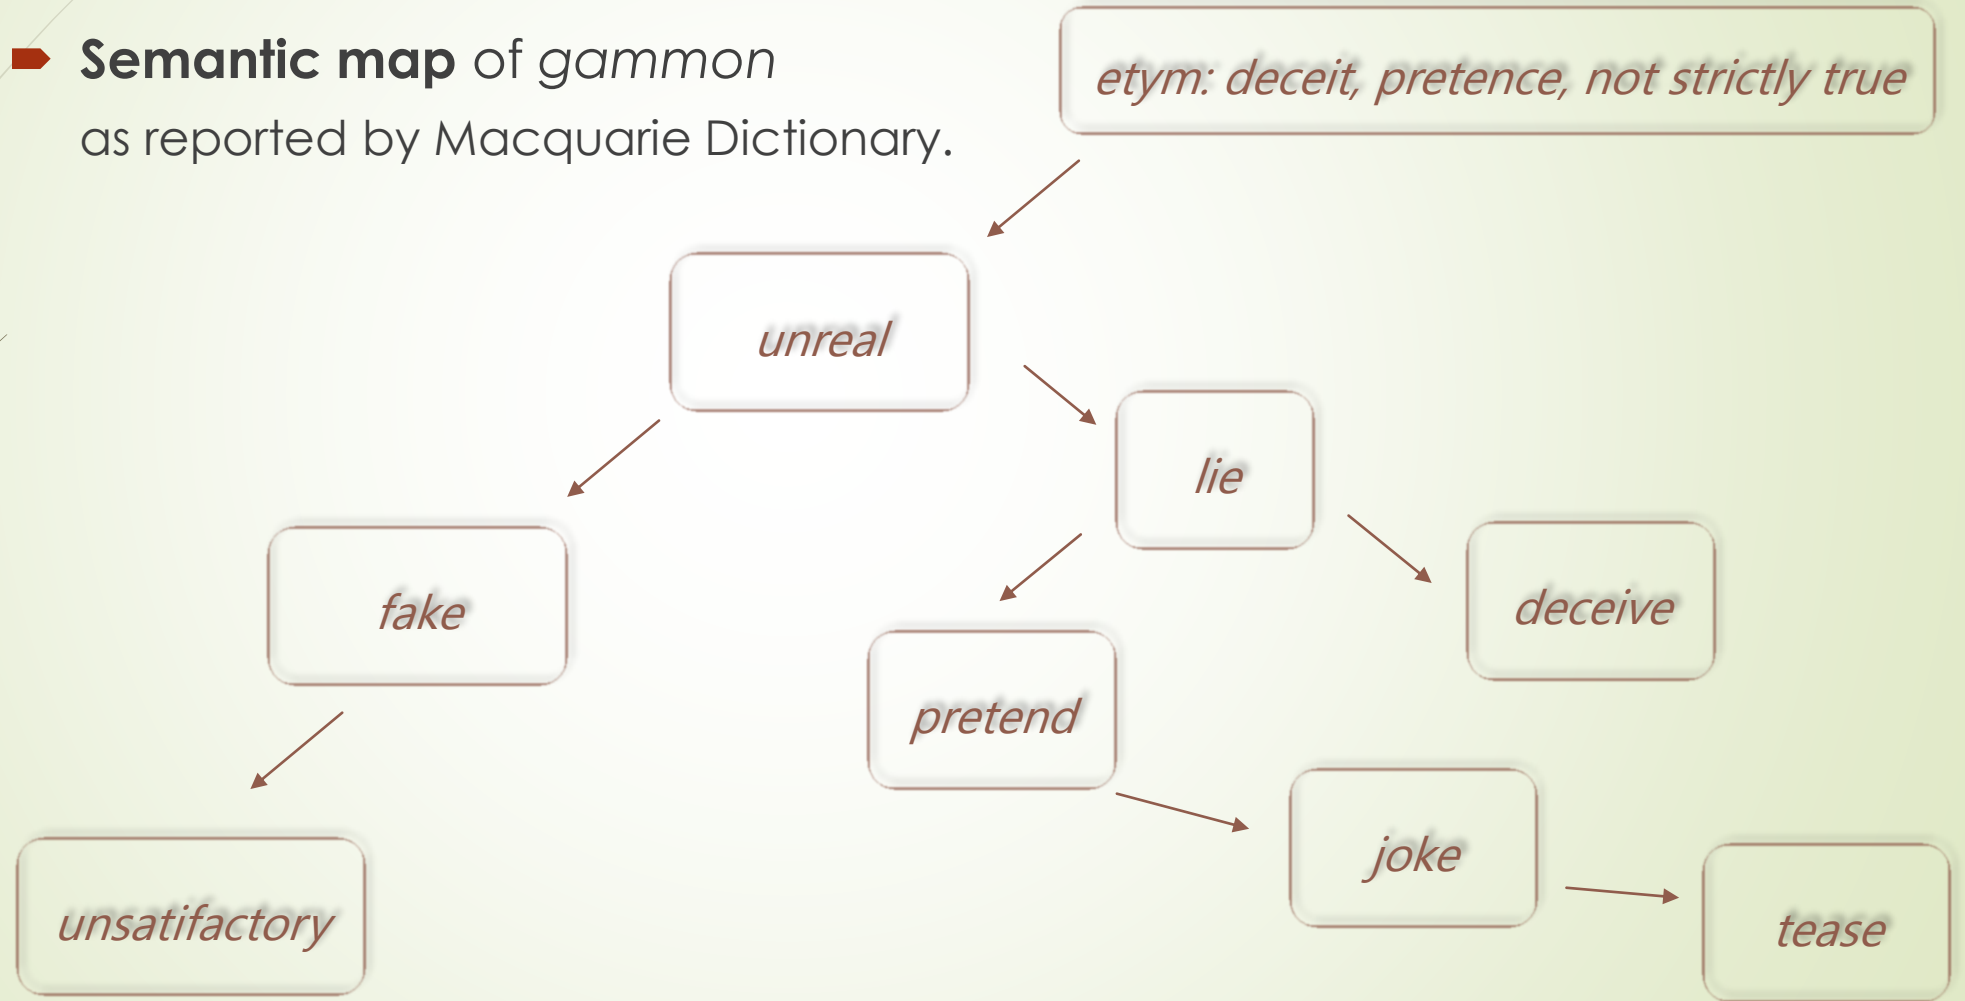 Semantic map of gammon
as reported by Macquarie Dictionary.
etym: deceit, pretence, not strictly true
unreal
lie
fake
deceive
pretend
joke
unsatifactory
tease